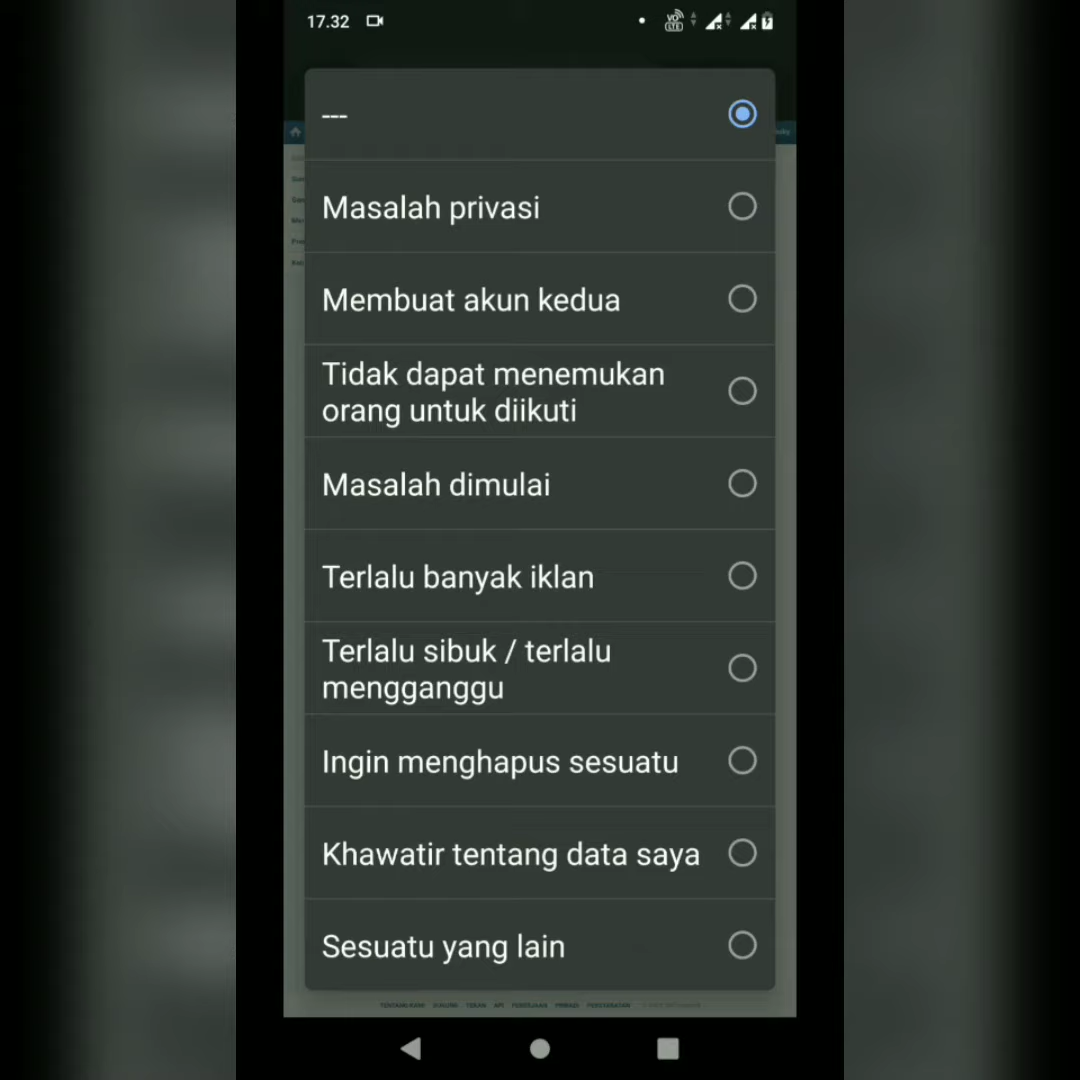 17.32
---
Masalah privasi
Membuat akun kedua
Tidak dapat menemukan
orang untuk diikuti
Masalah dimulai
Terlalu banyak iklan
Terlalu sibuk / terlalu
mengganggu
Ingin menghapus sesuatu
Khawatir tentang data saya
Sesuatu yang lain